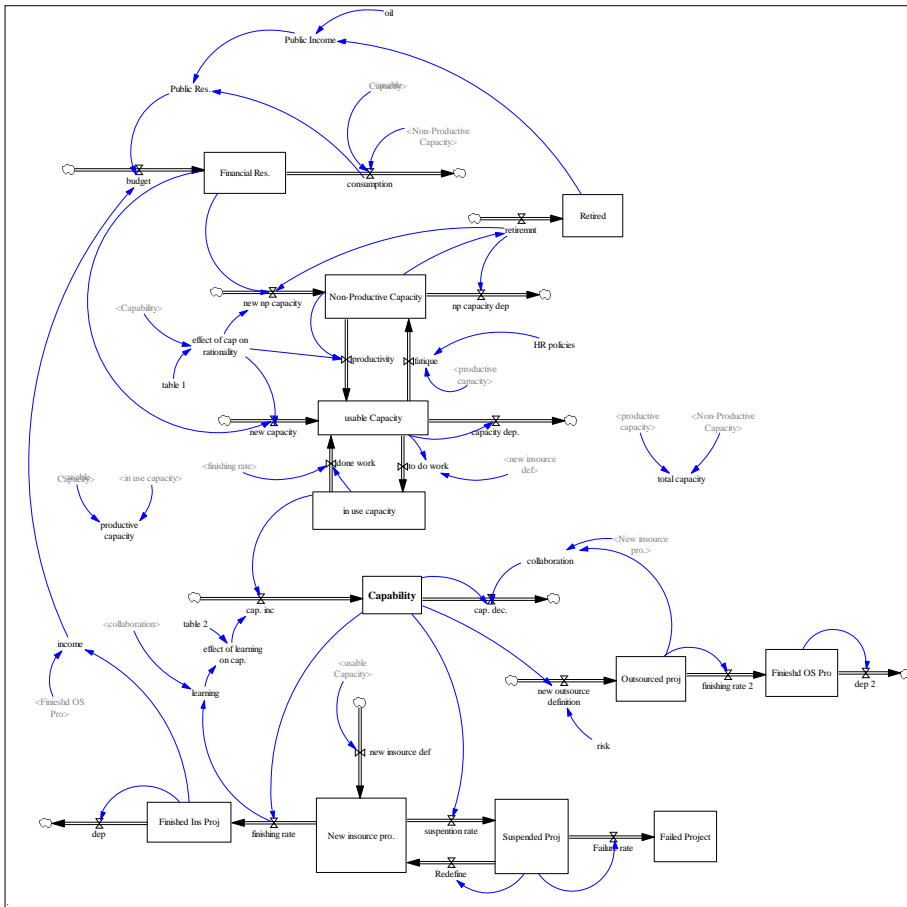 oil
Public Income
Public Res.
<usable
Capacity>
<Non-Productive
Capacity>
budget
Financial Res.
consumption
Retired
retiremnt
Non-Productive Capacity
new np capacity
np capacity dep
<Capability>
effect of cap on
rationality
productivity
fatique
HR policies
table 1
<productive
capacity>
usable Capacity
new capacity
capacity dep.
<productive
capacity>
<Non-Productive
Capacity>
total capacity
<finishing rate>
done work
to do work
<new insource
def>
<usable
Capacity>
<in use capacity>
productive
capacity
in use capacity
<New insource
pro.>
collaboration
Capability
cap. inc
cap. dec.
<collaboration>
table 2
effect of learning
on cap.
income
learning
<usable
Capacity>
<Finieshd OS
Pro>
Outsourced proj
finishing rate 2
Finieshd OS Pro
dep 2
new outsource
definition
risk
new insource def
Finished Ins Proj
dep
finishing rate
New insource pro.
suspention rate
Suspended Proj
Failure rate
Failed Project
Redefine